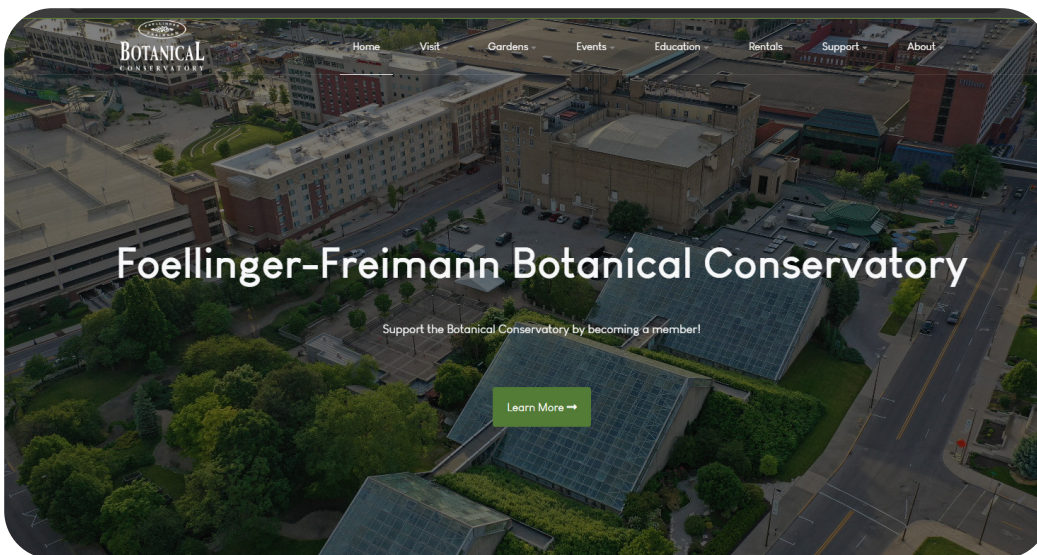 BOTANICAL
CONSERVATORY
Home Visit Gardens Events Education Rentals Support About
Foellinger-Freimann Botanical Conservatory
Support the Botanical Conservatory by becoming a member!
Learn More →